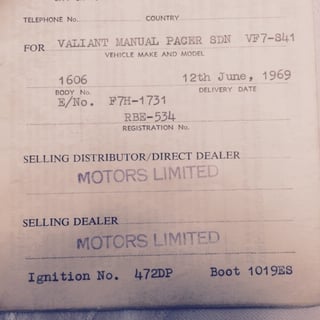 TELEPHONE No. COUNTRY
FOR VALIANT MANUAL PACER SDN VF7-S41
VEHICLE MAKE AND MODEL
1606 12th June, 1969
BODY No. DELIVERY DATE
E/No. F7H-1731
RBE-534
REGISTRATION No.
SELLING DISTRIBUTOR/DIRECT DEALER
MOTORS LIMITED
SELLING DEALER
MOTORS LIMITED
Ignition No. 472DP Boot 1019ES